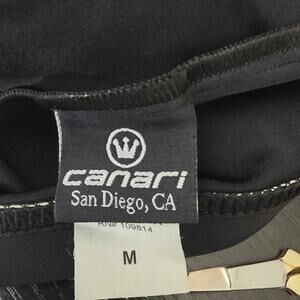 canari
San Diego, CA
RN# 109814
M